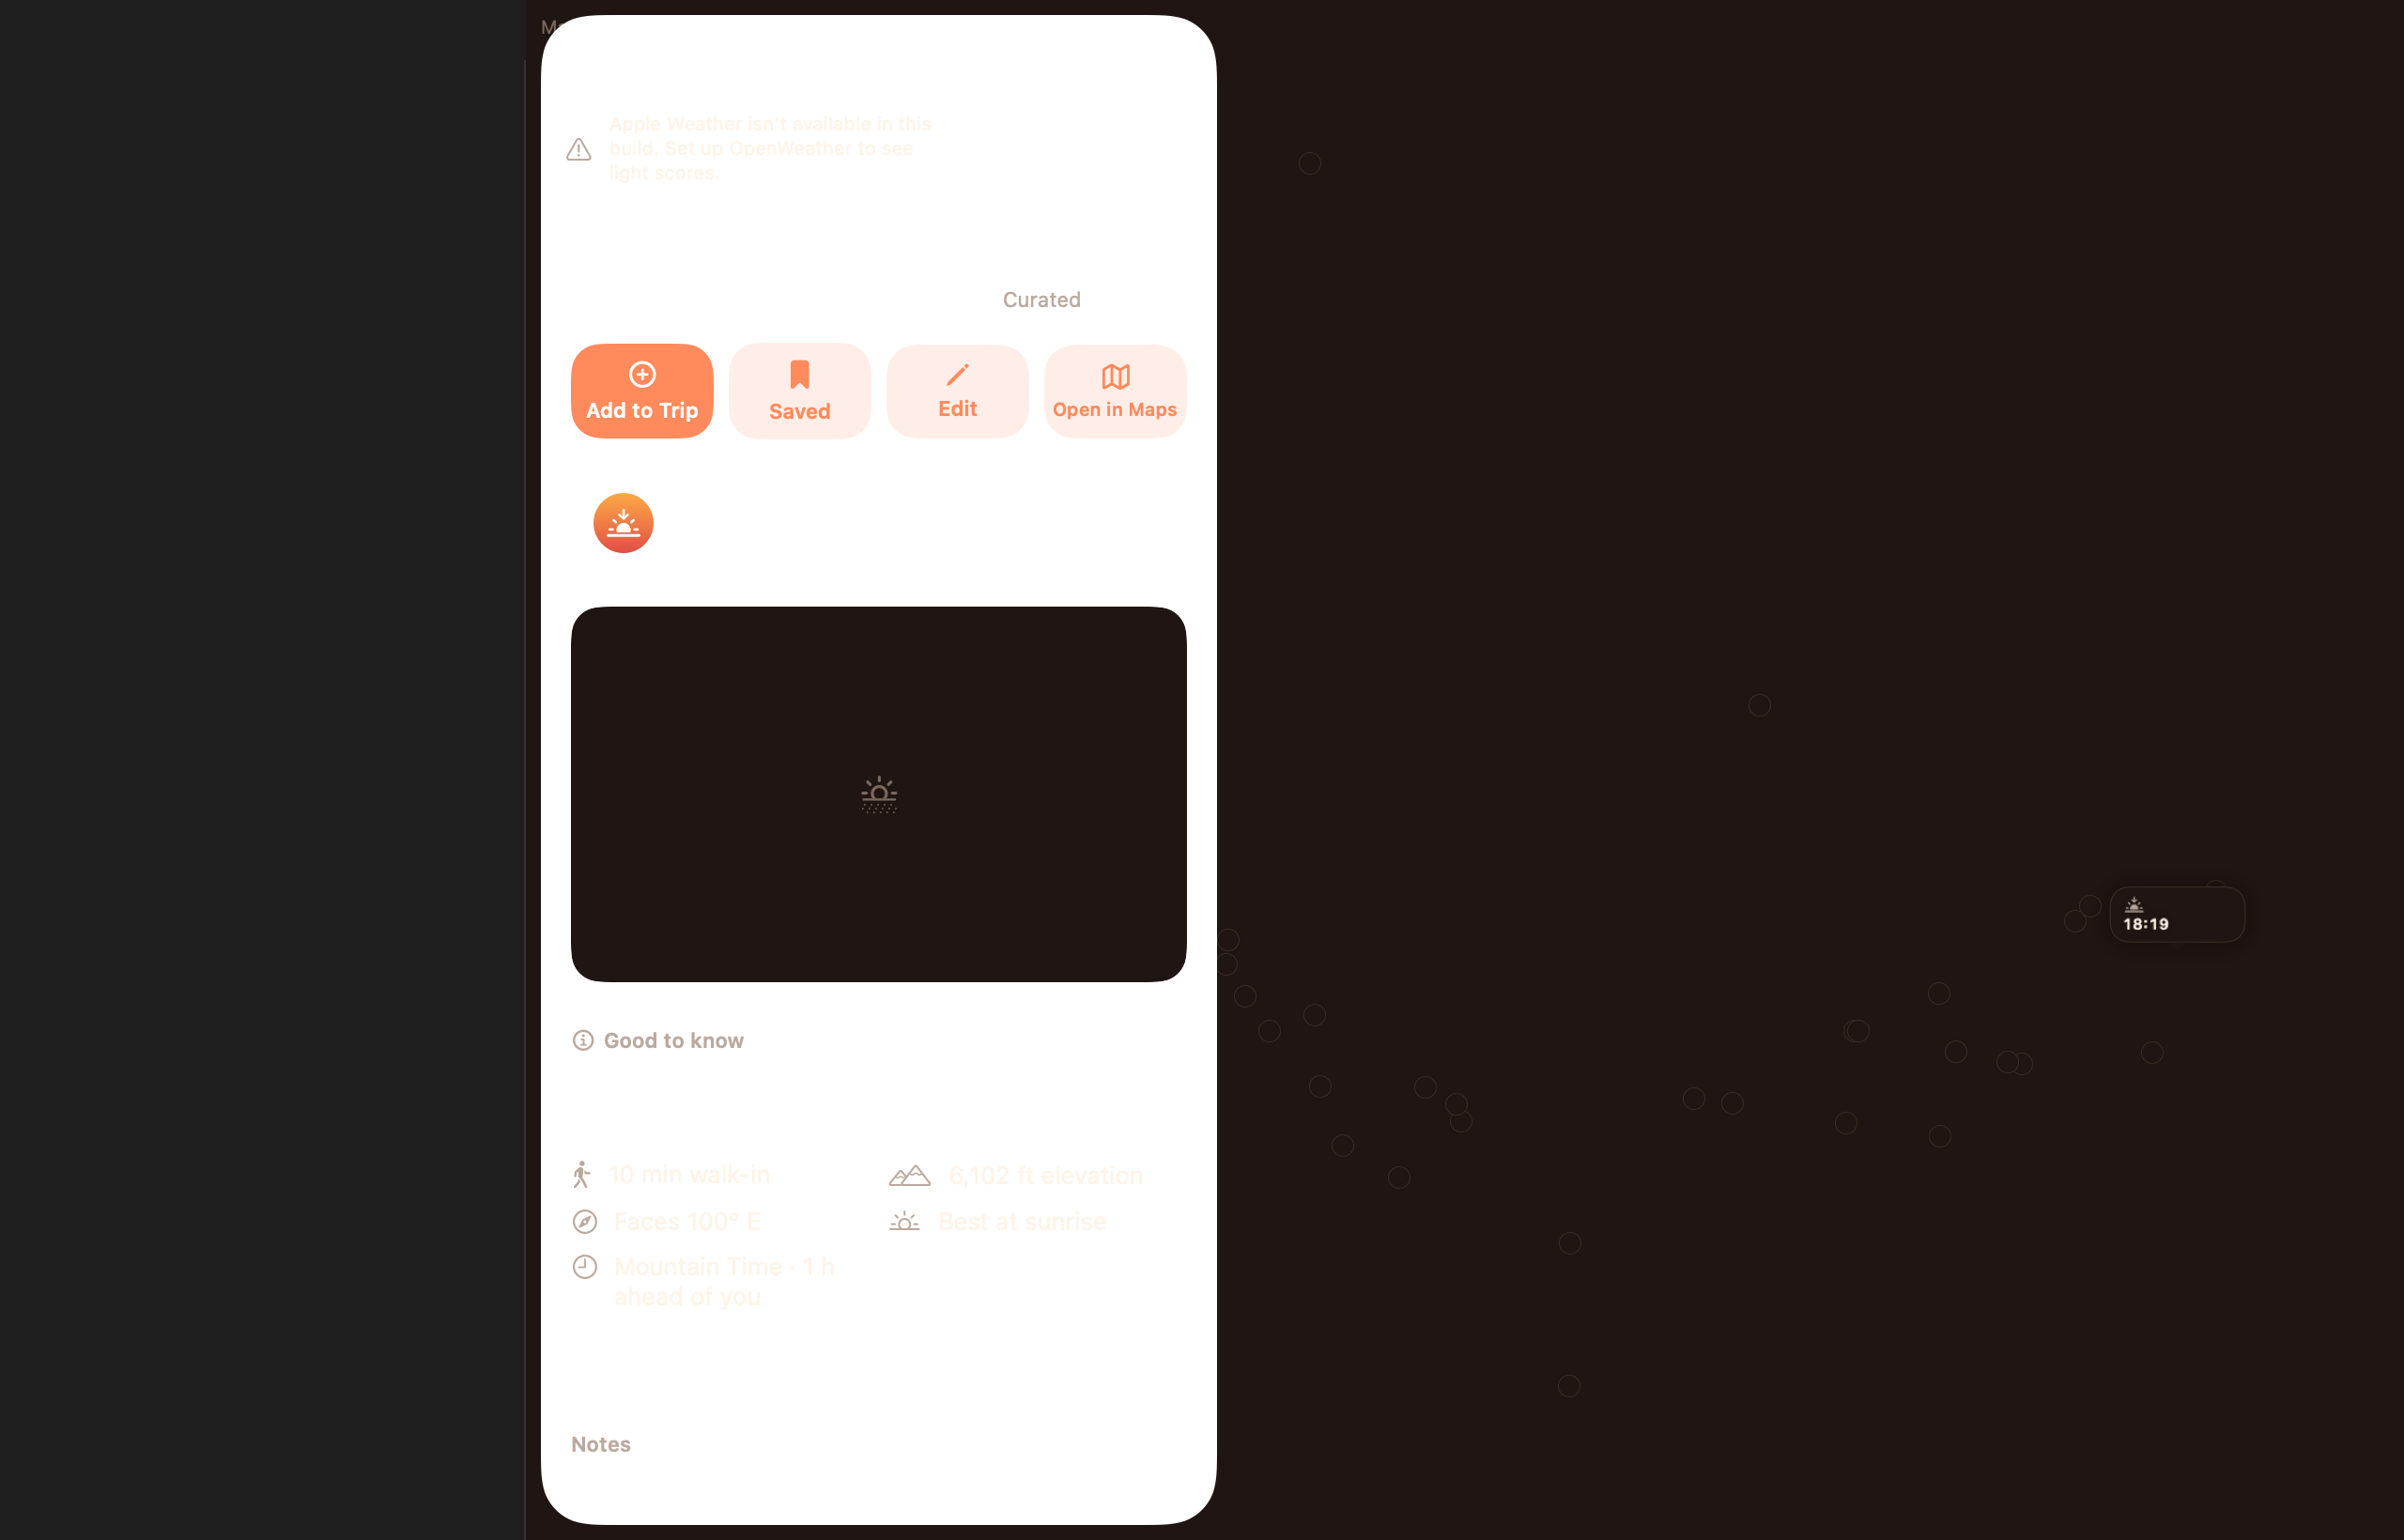 Apple Weather isn't available in this
build. Set up OpenWeather to see
light scores.
Curated
Add to Trip
Saved
Edit
Open in Maps
18:19
Good to know
10 min walk-in
6,102 ft elevation
Faces 100° E
Best at sunrise
Mountain Time · 1 h
ahead of you
Notes